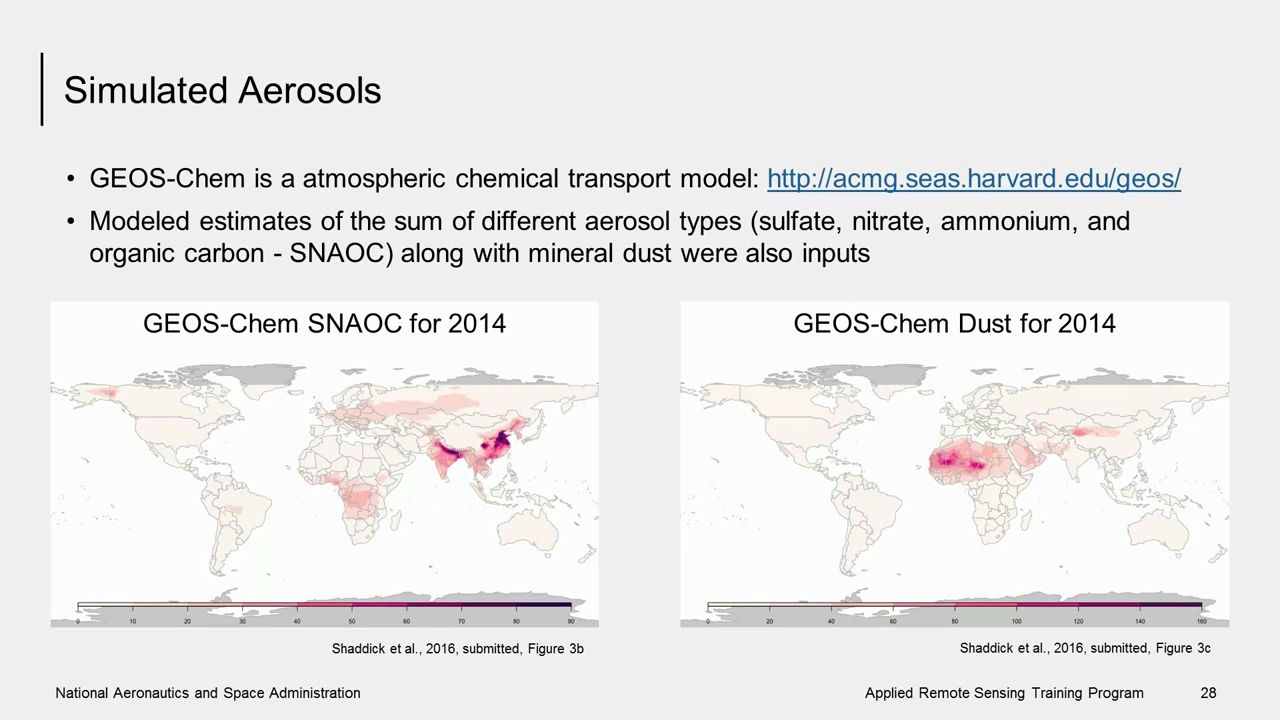 Simulated Aerosols
• GEOS-Chem is a atmospheric chemical transport model: http://acmg.seas.harvard.edu/geos/
• Modeled estimates of the sum of different aerosol types (sulfate, nitrate, ammonium, and
organic carbon - SNAOC) along with mineral dust were also inputs
GEOS-Chem SNAOC for 2014
0 10 20 30 40 50 60 70 80 90
Shaddick et al., 2016, submitted, Figure 3b
GEOS-Chem Dust for 2014
0 20 40 60 80 100 120 140 160
Shaddick et al., 2016, submitted, Figure 3c
National Aeronautics and Space Administration
Applied Remote Sensing Training Program 28